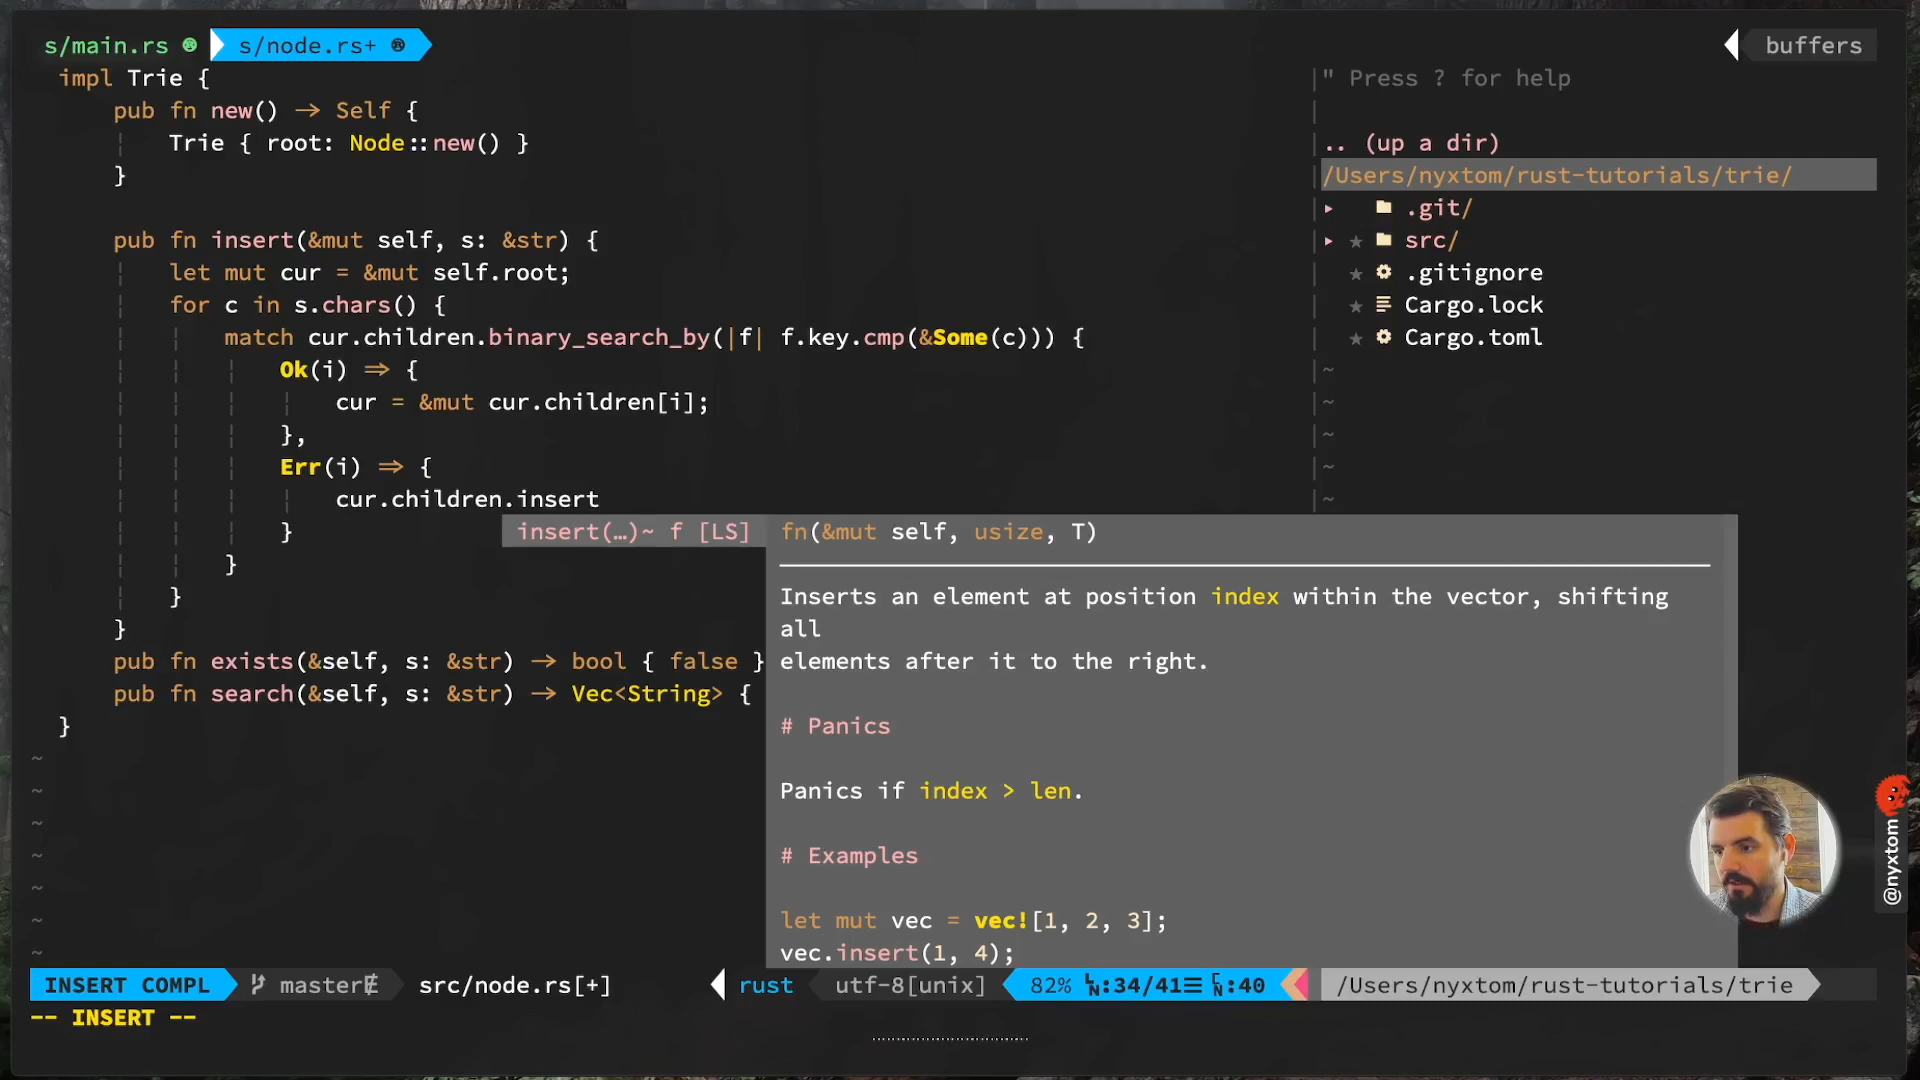 s/main.rs s/node.rs+ buffers
impl Trie {
pub fn new() -> Self {
Trie { root: Node::new() }
}
pub fn insert(&mut self, s: &str) {
let mut cur = &mut self.root;
for c in s.chars() {
match cur.children.binary_search_by(|f| f.key.cmp(&Some(c))) {
Ok(i) => {
cur = &mut cur.children[i];
},
Err(i) => {
cur.children.insert
}
}
}
}
pub fn exists(&self, s: &str) -> bool { false }
pub fn search(&self, s: &str) -> Vec<String> {
}
insert(…)~ f [LS]
fn(&mut self, usize, T)
Inserts an element at position index within the vector, shifting
all
elements after it to the right.
# Panics
Panics if index > len.
# Examples
let mut vec = vec![1, 2, 3];
vec.insert(1, 4);
" Press ? for help
.. (up a dir)
/Users/nyxtom/rust-tutorials/trie/
▸ .git/
▸ ★ src/
★ .gitignore
★ Cargo.lock
★ Cargo.toml
@nyxtom
INSERT COMPL master src/node.rs[+] rust utf-8[unix] 82% LN:34/41≡ CN:40 /Users/nyxtom/rust-tutorials/trie
-- INSERT --